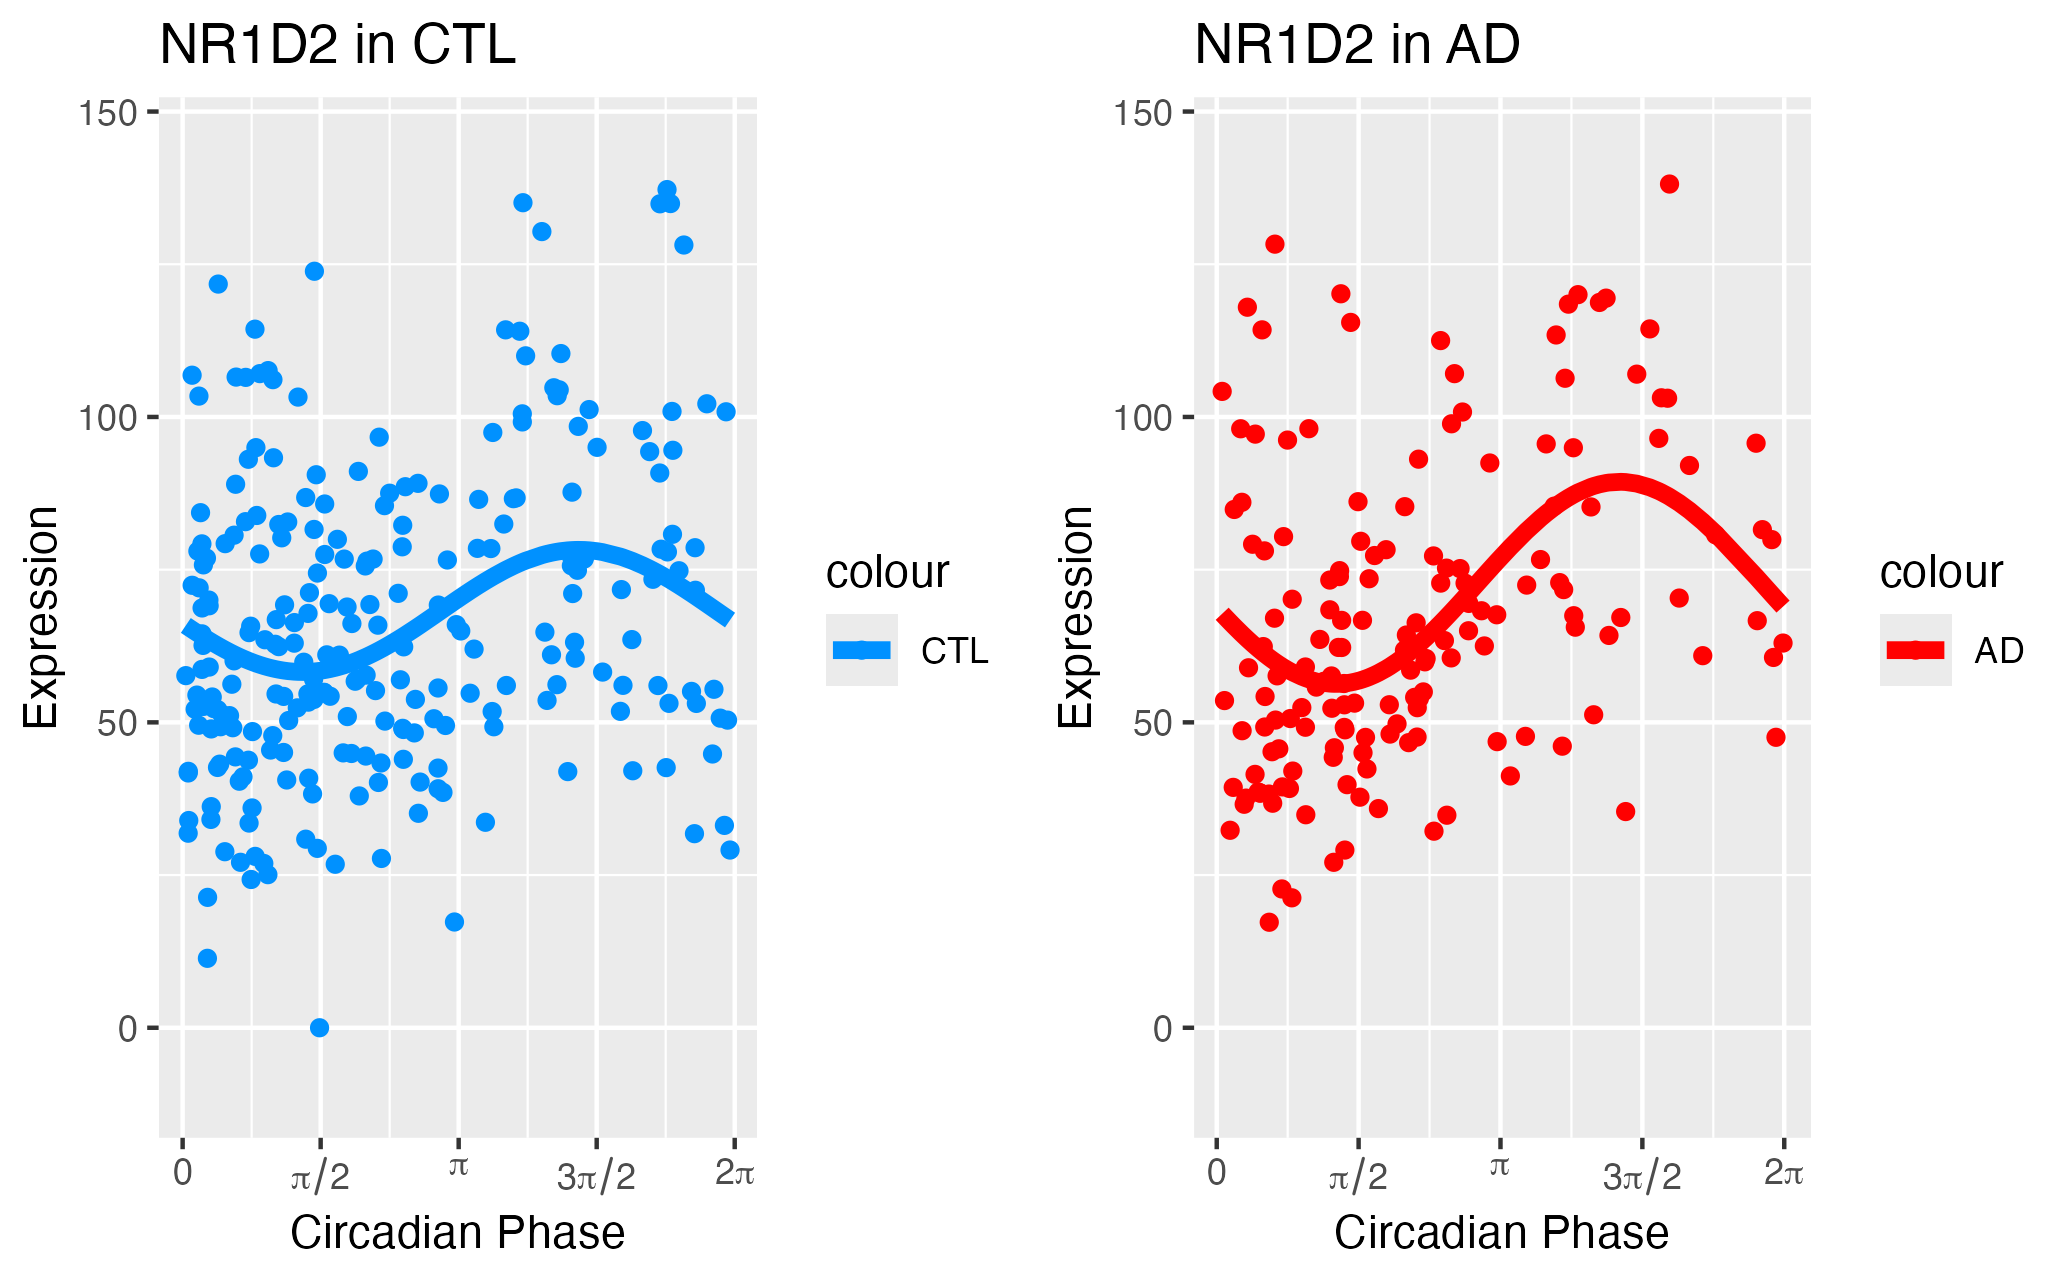 NR1D2 in CTL
150
100
50
0
Expression
0
π/2
π
3π/2
2π
Circadian Phase
colour
CTL
NR1D2 in AD
150
100
50
0
Expression
0
π/2
π
3π/2
2π
Circadian Phase
colour
AD